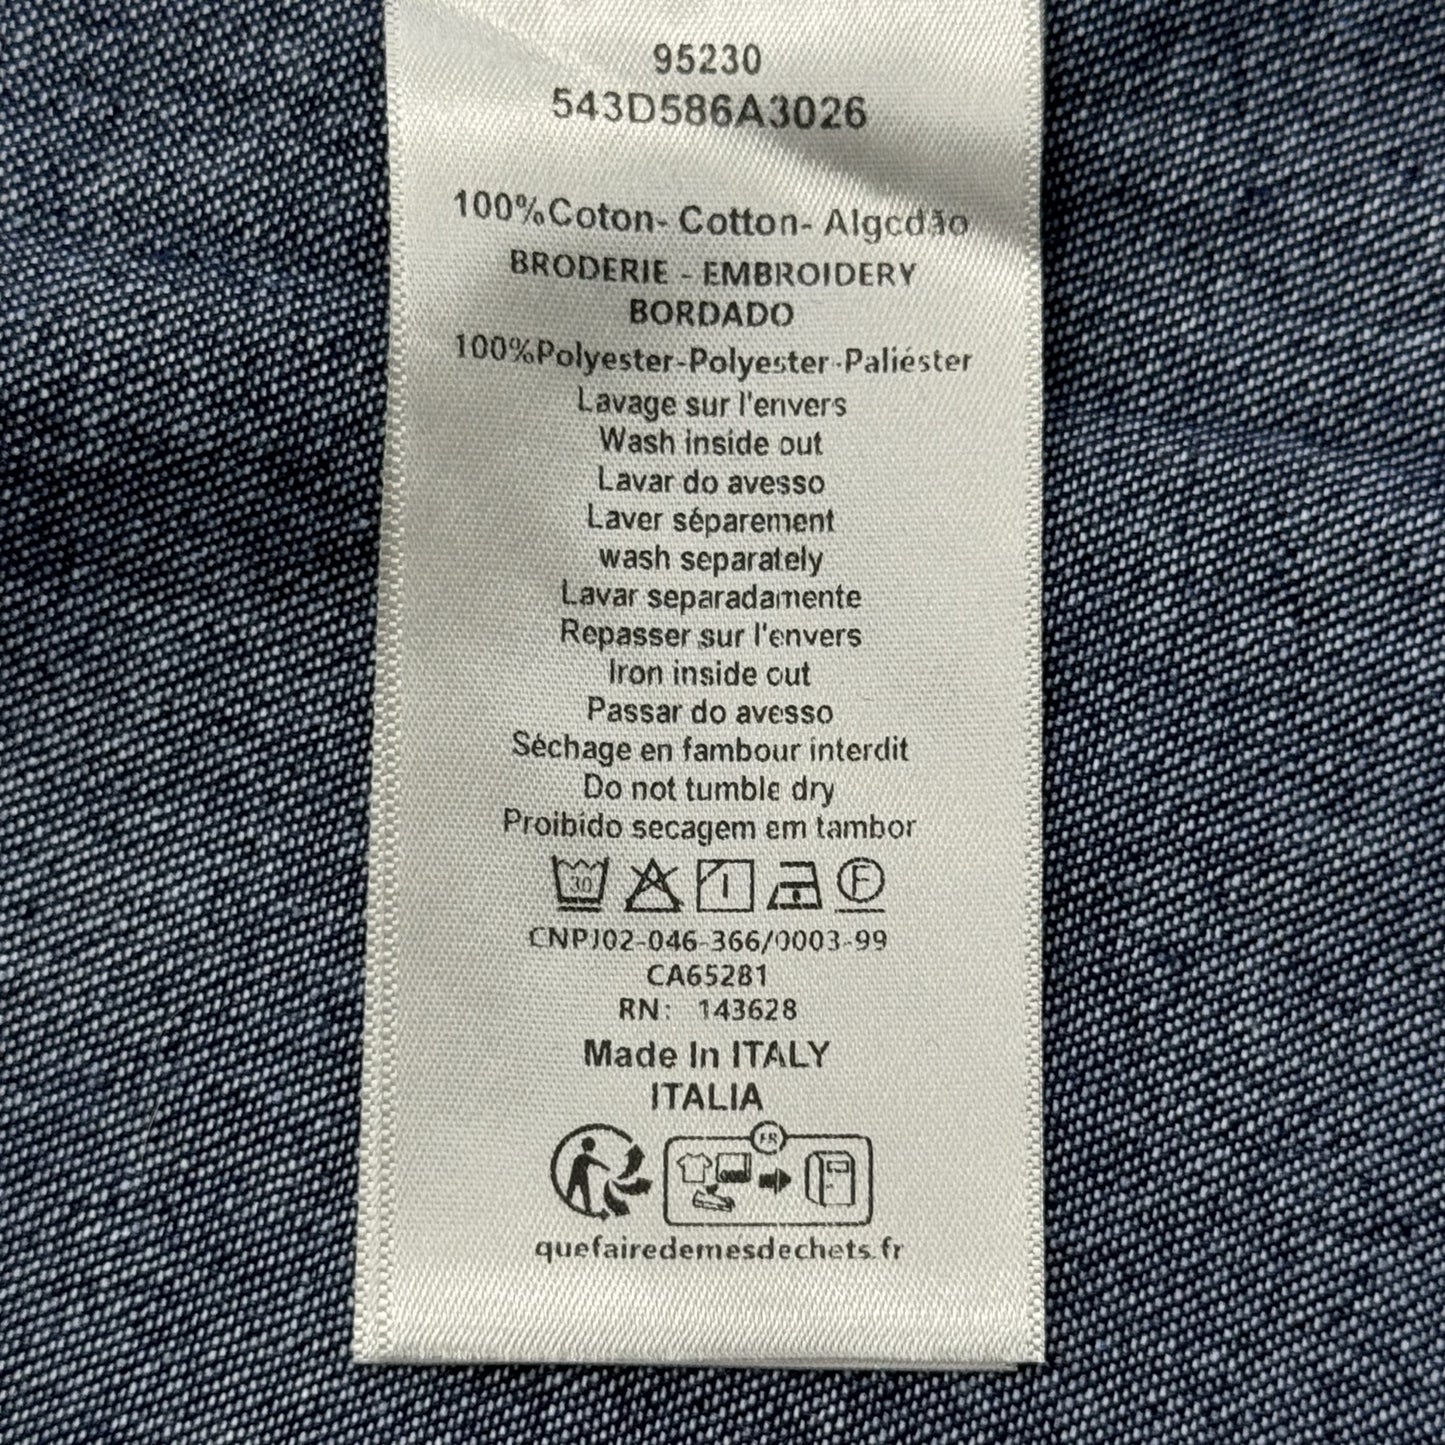 95230
543D586A3026
100%Coton- Cotton- Algcdão
BRODERIE - EMBROIDERY
BORDADO
100%Polyester-Polyester-Paliéster
Lavage sur l'envers
Wash inside out
Lavar do avesso
Laver séparement
wash separately
Lavar separadamente
Repasser sur l'envers
Iron inside out
Passar do avesso
Séchage en fambour interdit
Do not tumble dry
Proibido secagem em tambor
30 F
CNPJ02-046-366/0003-99
CA65281
RN: 143628
Made In ITALY
ITALIA
FR
quefairedemesdechets.fr